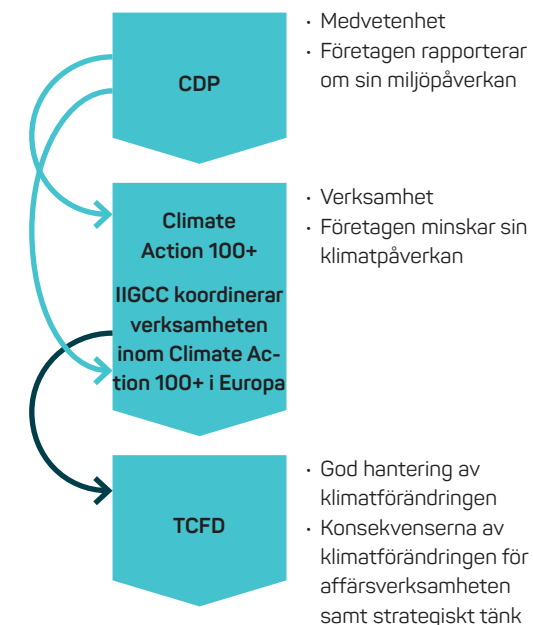 CDP
· Medvetenhet
· Företagen rapporterar
om sin miljöpåverkan
Climate
Action 100+
IIGCC koordinerar
verksamheten
inom Climate Ac-
tion 100+ i Europa
· Verksamhet
· Företagen minskar sin
klimatpåverkan
TCFD
· God hantering av
klimatförändringen
· Konsekvenserna av
klimatförändringen för
affärsverksamheten
samt strategiskt tänk